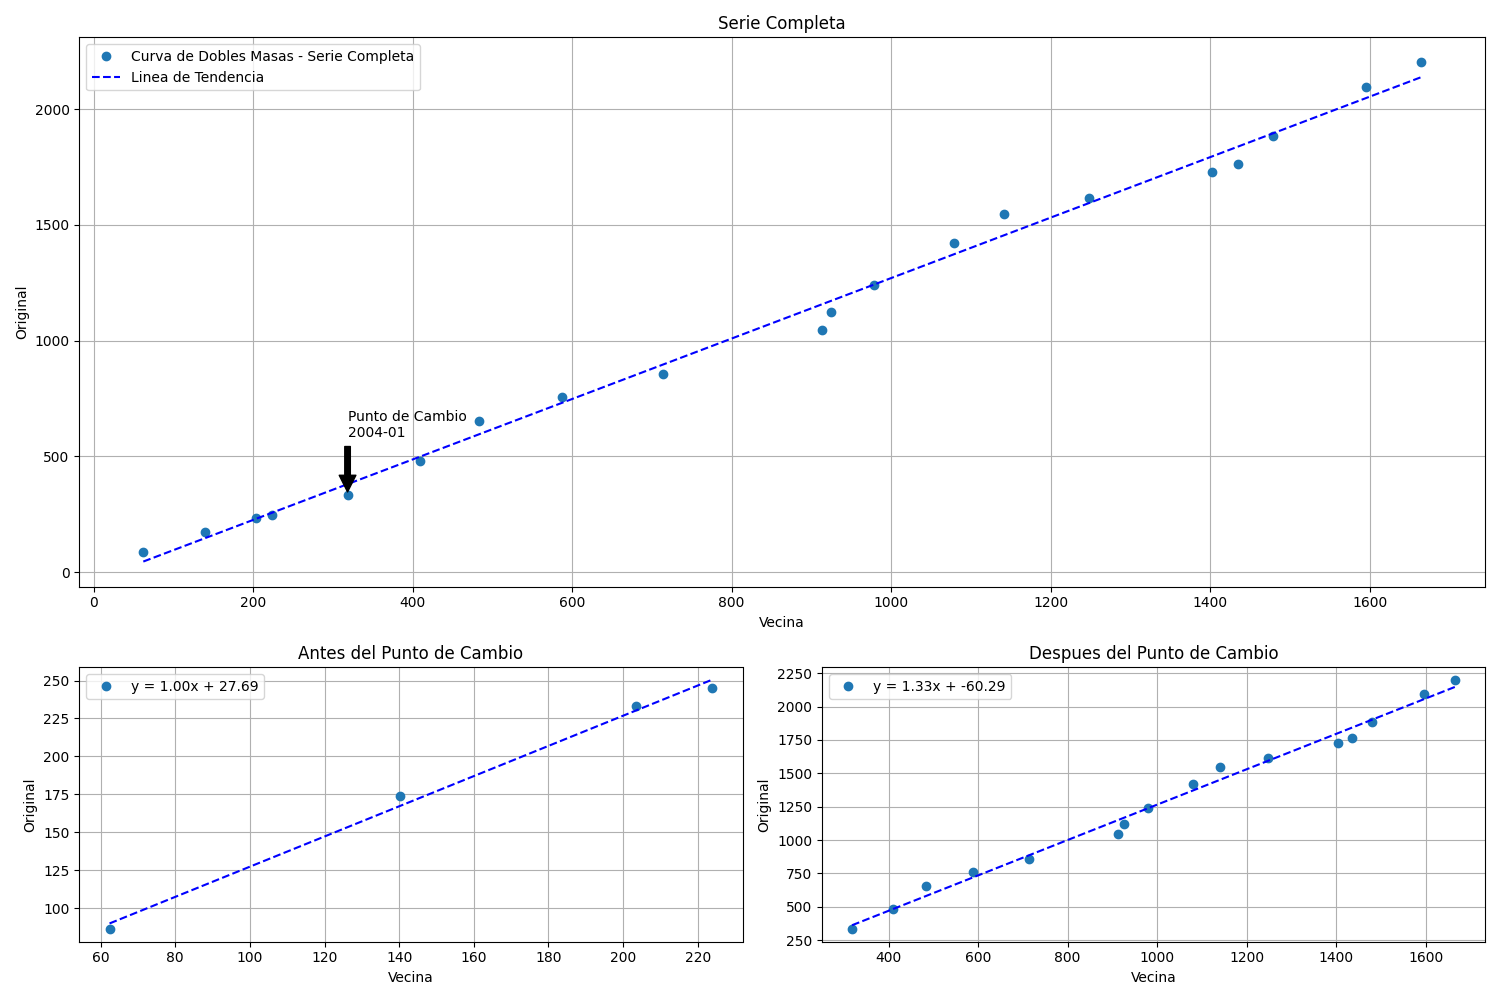 Serie Completa
Curva de Dobles Masas - Serie Completa
Linea de Tendencia
2000
1500
1000
500
0
Original
Punto de Cambio
2004-01
0 200 400 600 800 1000 1200 1400 1600
Vecina
Antes del Punto de Cambio
y = 1.00x + 27.69
250
225
200
175
150
125
100
Original
60 80 100 120 140 160 180 200 220
Vecina
Despues del Punto de Cambio
y = 1.33x + -60.29
2250
2000
1750
1500
1250
1000
750
500
250
Original
400 600 800 1000 1200 1400 1600
Vecina